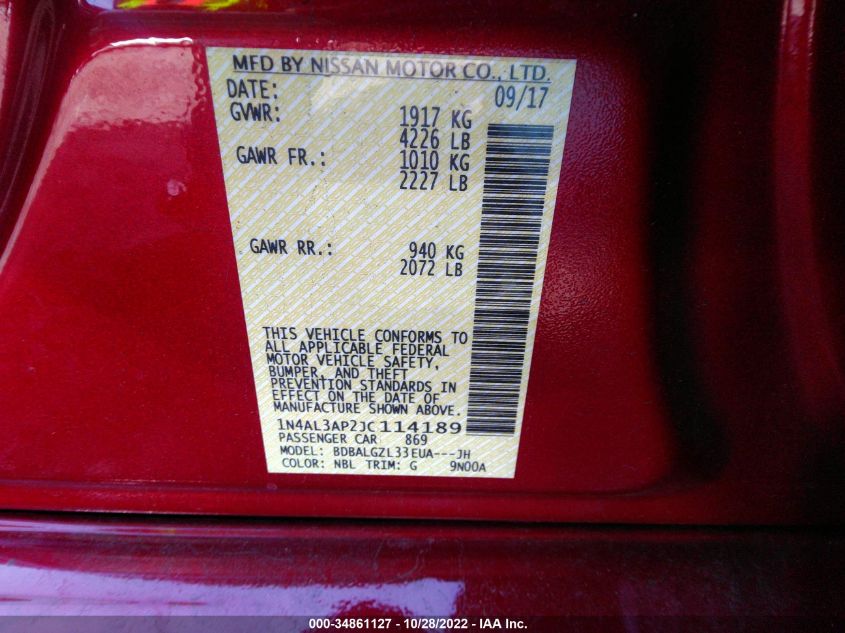 MFD BY NISSAN MOTOR CO., LTD.
DATE: 09/17
GVWR: 1917 KG
4226 LB
GAWR FR.: 1010 KG
2227 LB
GAWR RR.: 940 KG
2072 LB
THIS VEHICLE CONFORMS TO
ALL APPLICABLE FEDERAL
MOTOR VEHICLE SAFETY,
BUMPER, AND THEFT
PREVENTION STANDARDS IN
EFFECT ON THE DATE OF
MANUFACTURE SHOWN ABOVE.
1N4AL3AP2JC114189
PASSENGER CAR 869
MODEL: BDBALGZL33EUA---JH
COLOR: NBL TRIM: G 9N00A
000-34861127 - 10/28/2022 - IAA Inc.